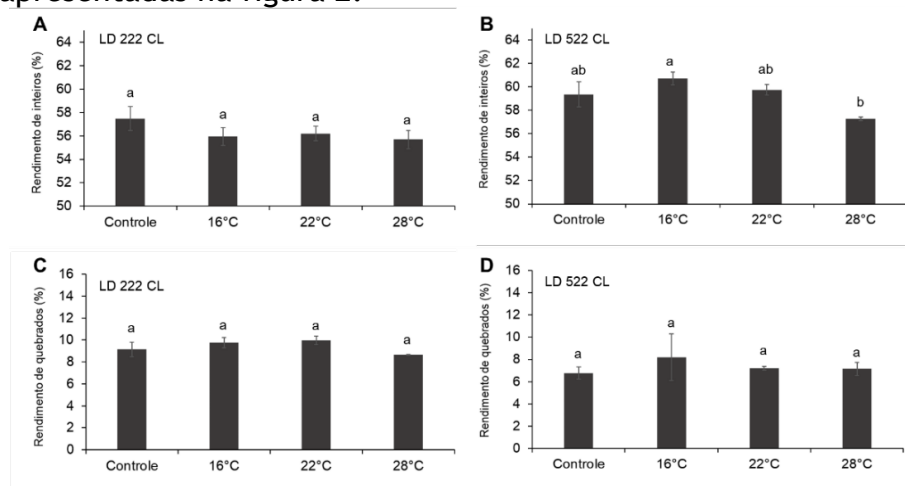 apresentadas na figura 2.
A
LD 222 CL
Rendimento de inteiros (%)
64
62
60
58
56
54
52
50
a
a
a
a
Controle
16°C
22°C
28°C
B
LD 522 CL
Rendimento de inteiros (%)
64
62
60
58
56
54
52
50
ab
a
ab
b
Controle
16°C
22°C
28°C
C
LD 222 CL
Rendimento de quebrados (%)
16
14
12
10
8
6
4
2
0
a
a
a
a
Controle
16°C
22°C
28°C
D
LD 522 CL
Rendimento de quebrados (%)
16
14
12
10
8
6
4
2
0
a
a
a
a
Controle
16°C
22°C
28°C